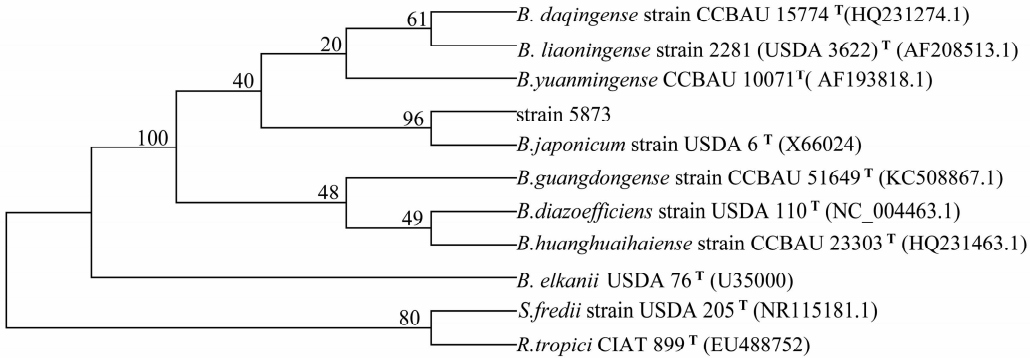 61
B. daqingense strain CCBAU 15774 T(HQ231274.1)
20
B. liaoningense strain 2281 (USDA 3622) T (AF208513.1)
B.yuanmingense CCBAU 10071T( AF193818.1)
40
strain 5873
96
B.japonicum strain USDA 6 T (X66024)
100
B.guangdongense strain CCBAU 51649 T (KC508867.1)
48
B.diazoefficiens strain USDA 110 T (NC_004463.1)
49
B.huanghuaihaiense strain CCBAU 23303 T (HQ231463.1)
B. elkanii USDA 76 T (U35000)
S.fredii strain USDA 205 T (NR115181.1)
80
R.tropici CIAT 899 T (EU488752)